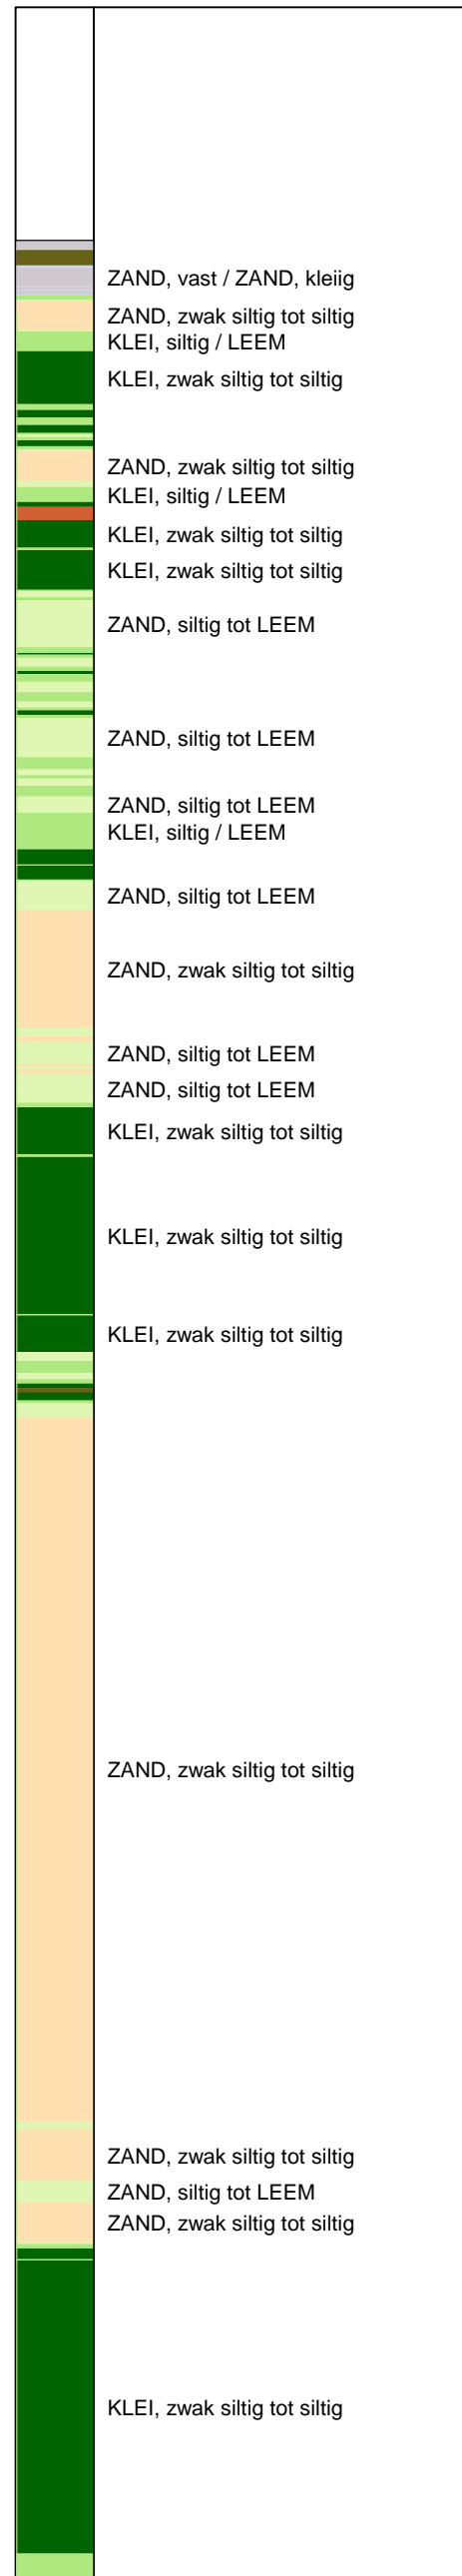 ZAND, vast / ZAND, kleiig
ZAND, zwak siltig tot siltig
KLEI, siltig / LEEM
KLEI, zwak siltig tot siltig
ZAND, zwak siltig tot siltig
KLEI, siltig / LEEM
KLEI, zwak siltig tot siltig
KLEI, zwak siltig tot siltig
ZAND, siltig tot LEEM
ZAND, siltig tot LEEM
ZAND, siltig tot LEEM
KLEI, siltig / LEEM
ZAND, siltig tot LEEM
ZAND, zwak siltig tot siltig
ZAND, siltig tot LEEM
ZAND, siltig tot LEEM
KLEI, zwak siltig tot siltig
KLEI, zwak siltig tot siltig
KLEI, zwak siltig tot siltig
ZAND, zwak siltig tot siltig
ZAND, zwak siltig tot siltig
ZAND, siltig tot LEEM
ZAND, zwak siltig tot siltig
KLEI, zwak siltig tot siltig